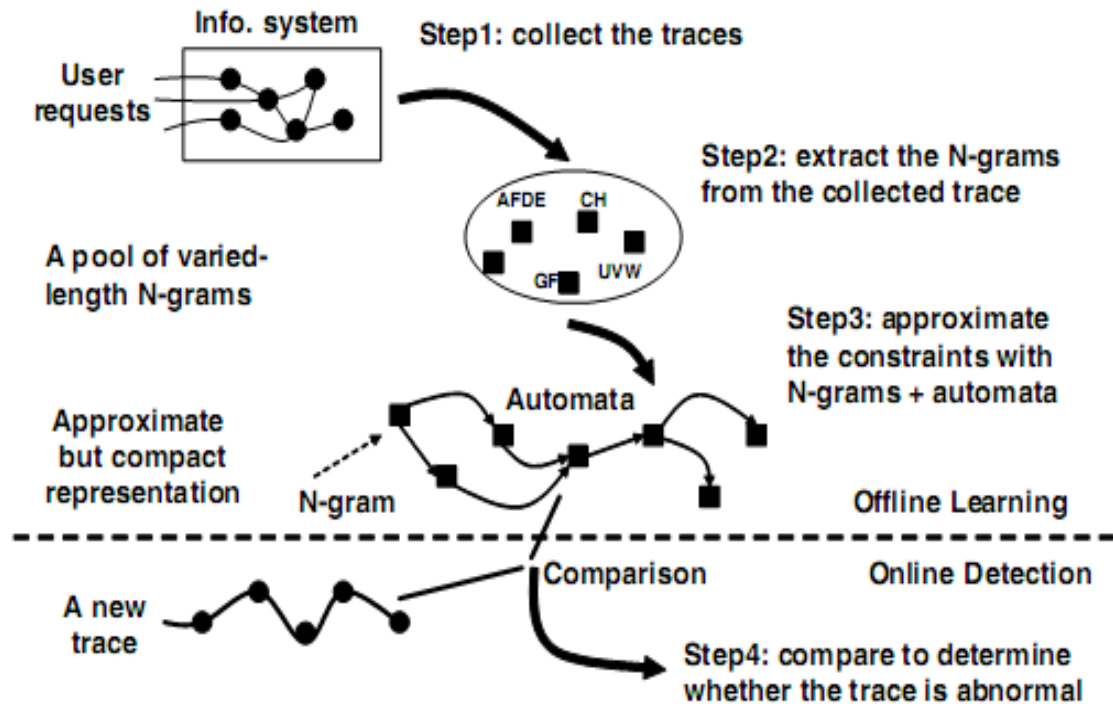 Info. system
Step1: collect the traces
User
requests
Step2: extract the N-grams
from the collected trace
AFDE
CH
GF
UVW
A pool of varied-
length N-grams
Step3: approximate
the constraints with
N-grams + automata
Automata
Approximate
but compact
representation
N-gram
Offline Learning
Comparison
Online Detection
A new
trace
Step4: compare to determine
whether the trace is abnormal